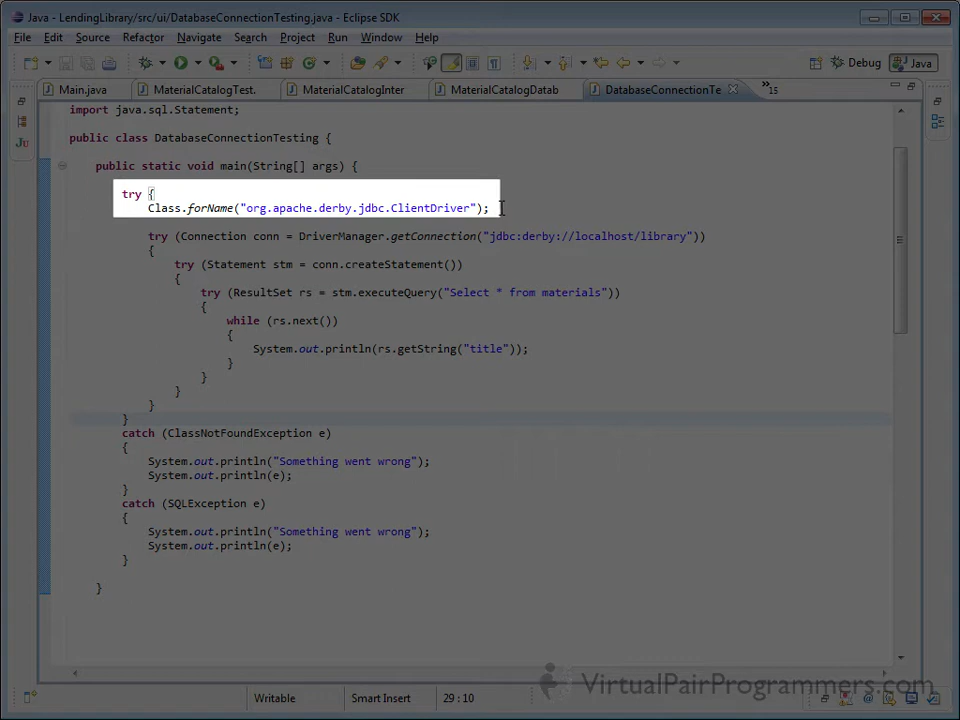 Java - LendingLibrary/src/ui/DatabaseConnectionTesting.java - Eclipse SDK
File Edit Source Refactor Navigate Search Project Run Window Help
Debug Java
Main.java MaterialCatalogTest. MaterialCatalogInter MaterialCatalogDatab DatabaseConnectionTe »15
import java.sql.Statement;
public class DatabaseConnectionTesting {
public static void main(String[] args) {
try {
Class.forName("org.apache.derby.jdbc.ClientDriver");
try (Connection conn = DriverManager.getConnection("jdbc:derby://localhost/library"))
{
try (Statement stm = conn.createStatement())
{
try (ResultSet rs = stm.executeQuery("Select * from materials"))
{
while (rs.next())
{
System.out.println(rs.getString("title"));
}
}
}
}
}
catch (ClassNotFoundException e)
{
System.out.println("Something went wrong");
System.out.println(e);
}
catch (SQLException e)
{
System.out.println("Something went wrong");
System.out.println(e);
}
}
Writable Smart Insert 29 : 10
VirtualPairProgrammers.com
Ju